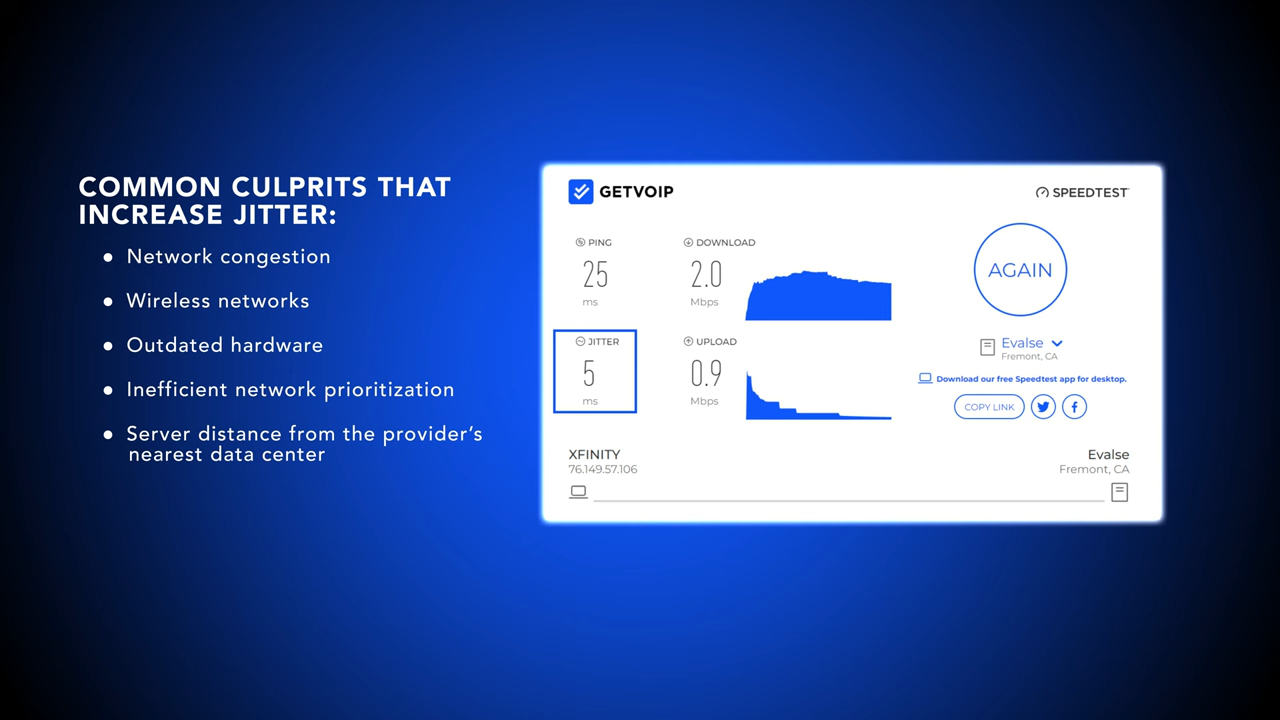 COMMON CULPRITS THAT
INCREASE JITTER:
● Network congestion
● Wireless networks
● Outdated hardware
● Inefficient network prioritization
● Server distance from the provider's
nearest data center
GETVOIP
SPEEDTEST
PING
25
ms
DOWNLOAD
2.0
Mbps
AGAIN
JITTER
5
ms
UPLOAD
0.9
Mbps
Evalse
Fremont, CA
Download our free Speedtest app for desktop.
COPY LINK
XFINITY
76.149.57.106
Evalse
Fremont, CA